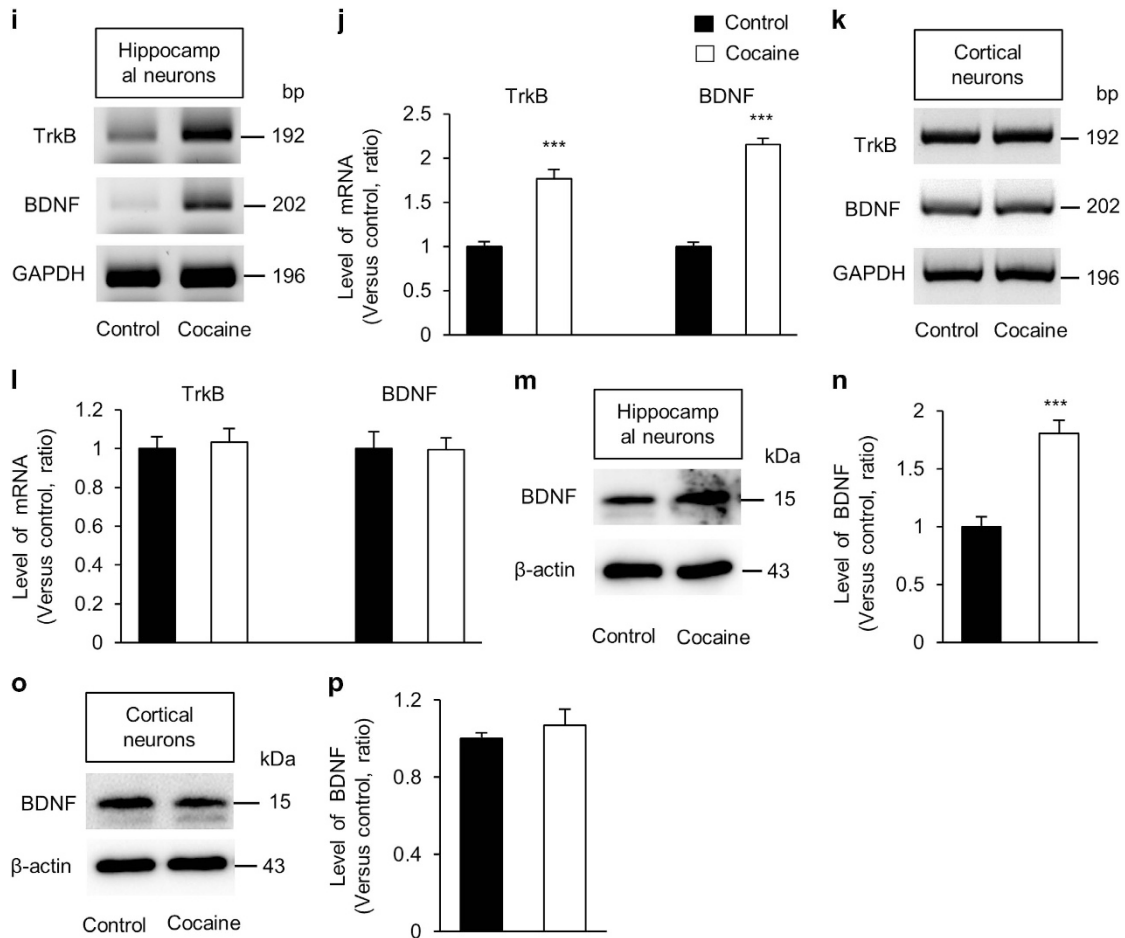 i
Hippocamp
al neurons
bp
TrkB
192
BDNF
202
GAPDH
196
Control Cocaine
j
Control
Cocaine
TrkB BDNF
Level of mRNA
(Versus control, ratio)
2.5
2
1.5
1
0.5
0
***
***
k
Cortical
neurons
bp
TrkB
192
BDNF
202
GAPDH
196
Control Cocaine
l
TrkB BDNF
Level of mRNA
(Versus control, ratio)
1.2
1
0.8
0.6
0.4
0.2
0
m
Hippocamp
al neurons
kDa
BDNF
15
β-actin
43
Control Cocaine
n
Level of BDNF
(Versus control, ratio)
2
1.5
1
0.5
0
***
o
Cortical
neurons
kDa
BDNF
15
β-actin
43
Control Cocaine
p
Level of BDNF
(Versus control, ratio)
1.2
0.8
0.4
0